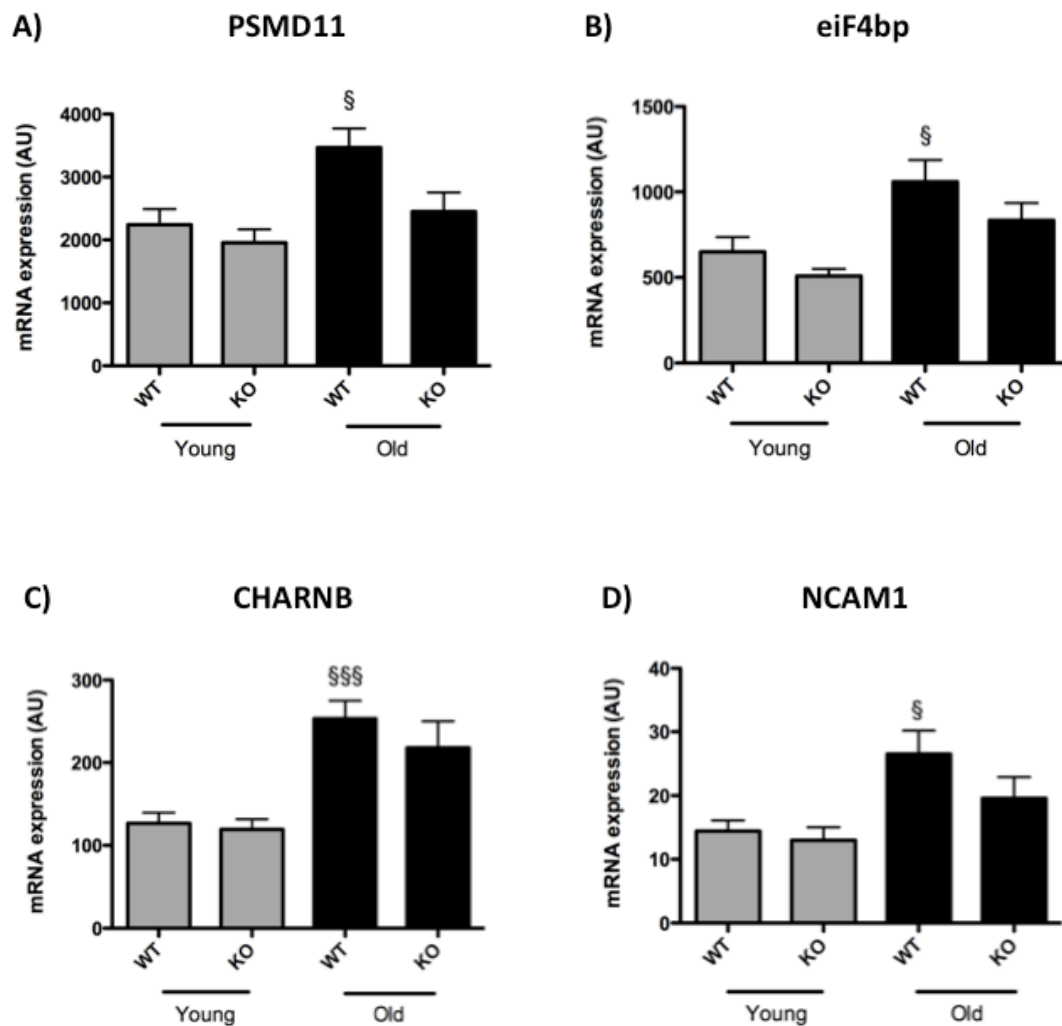 A) PSMD11
mRNA expression (AU)
4000
3000
2000
1000
0
§
WT KO WT KO
Young Old
B) eiF4bp
mRNA expression (AU)
1500
1000
500
0
§
WT KO WT KO
Young Old
C) CHARNB
mRNA expression (AU)
300
200
100
0
§§§
WT KO WT KO
Young Old
D) NCAM1
mRNA expression (AU)
40
30
20
10
0
§
WT KO WT KO
Young Old